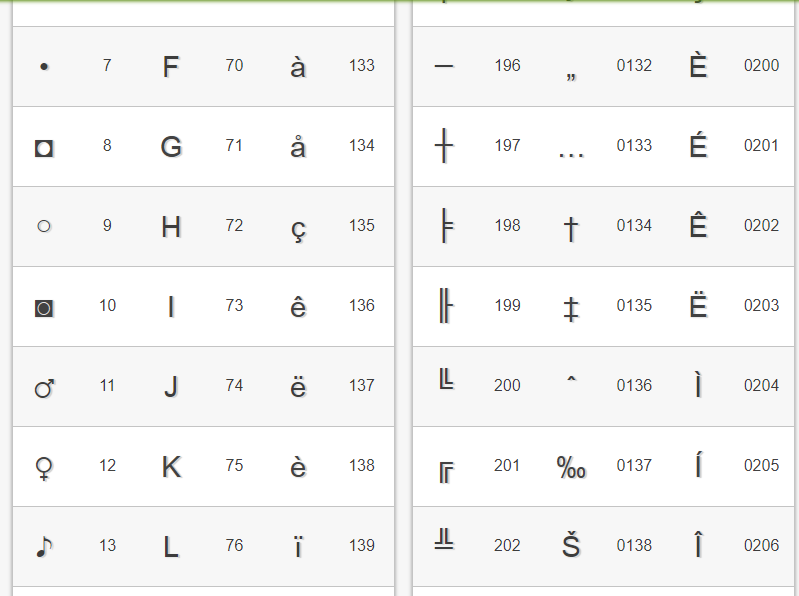 • 7 F 70 à 133 ─ 196 „ 0132 È 0200
◘ 8 G 71 å 134 ┼ 197 … 0133 É 0201
○ 9 H 72 ç 135 ╞ 198 † 0134 Ê 0202
◙ 10 I 73 ê 136 ╟ 199 ‡ 0135 Ë 0203
♂ 11 J 74 ë 137 ╚ 200 ˆ 0136 Ì 0204
♀ 12 K 75 è 138 ╔ 201 ‰ 0137 Í 0205
♪ 13 L 76 ï 139 ╩ 202 Š 0138 Î 0206